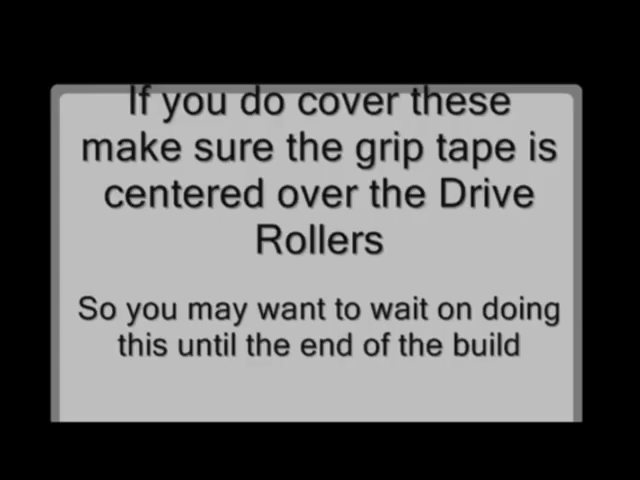 If you do cover these
make sure the grip tape is
centered over the Drive
Rollers
So you may want to wait on doing
this until the end of the build